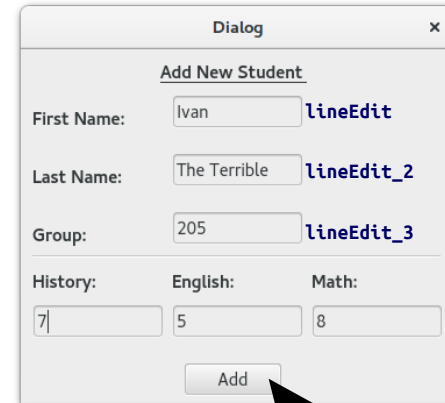 Dialog ×
Add New Student
First Name: Ivan lineEdit
Last Name: The Terrible lineEdit_2
Group: 205 lineEdit_3
History: English: Math:
7 5 8
Add